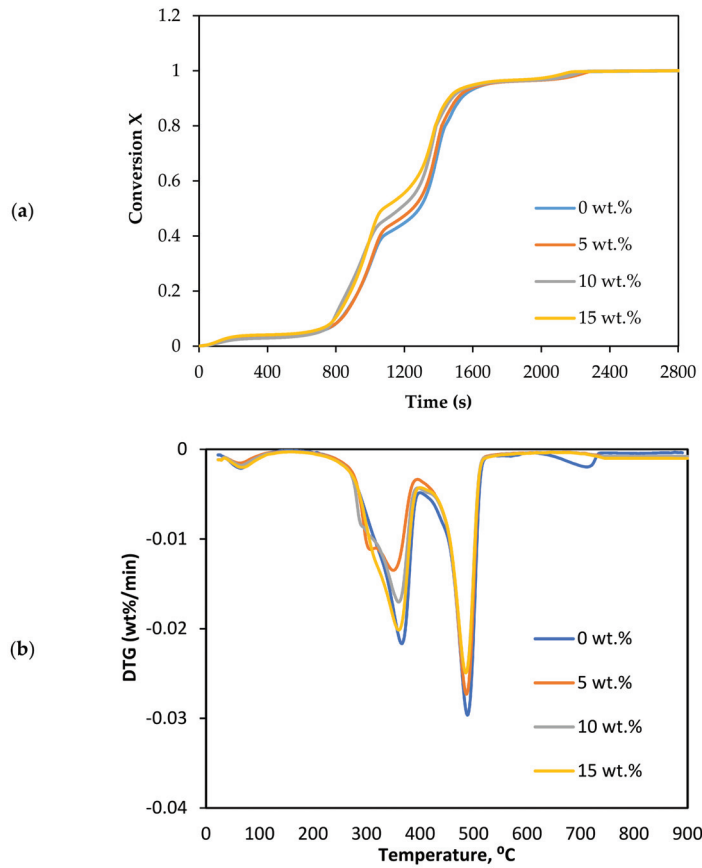 (a)
Conversion X
1.2
1
0.8
0.6
0.4
0.2
0
0 400 800 1200 1600 2000 2400 2800
Time (s)
0 wt.%
5 wt.%
10 wt.%
15 wt.%
(b)
DTG (wt%/min)
0
-0.01
-0.02
-0.03
-0.04
0 100 200 300 400 500 600 700 800 900
Temperature, ⁰C
0 wt.%
5 wt.%
10 wt.%
15 wt.%